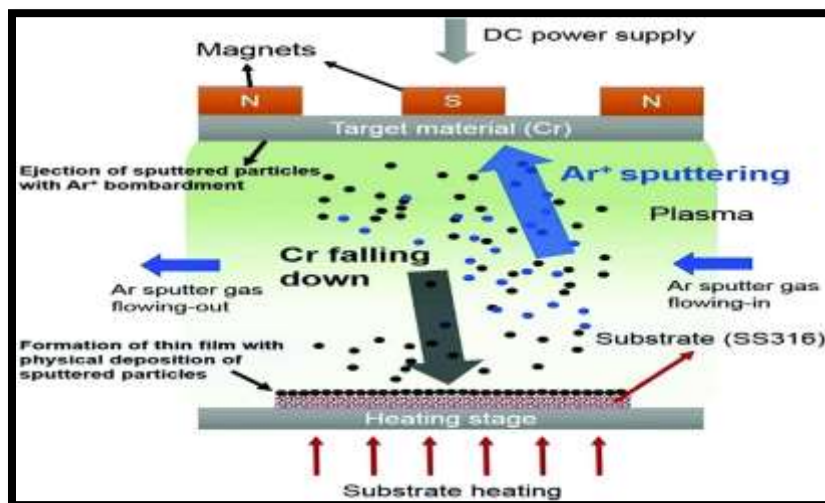 DC power supply
Magnets
N
S
N
Target material (Cr)
Ejection of sputtered particles
with Ar⁺ bombardment
Ar⁺ sputtering
Plasma
Cr falling
down
Ar sputter gas
flowing-out
Ar sputter gas
flowing-in
Formation of thin film with
physical deposition of
sputtered particles
Substrate (SS316)
Heating stage
Substrate heating